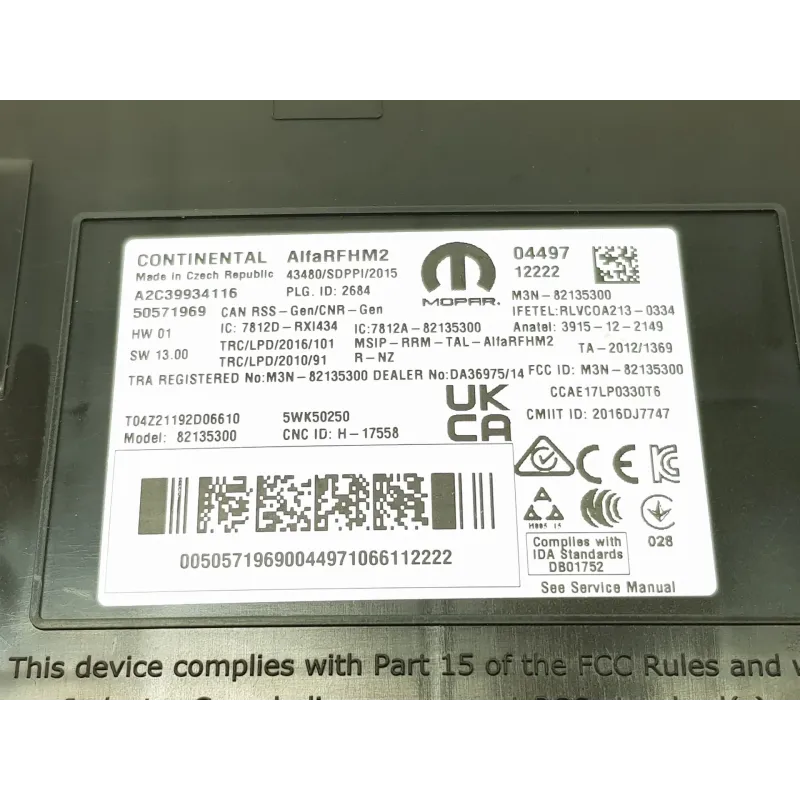 CONTINENTAL AlfaRFHM2 04497
Made in Czech Republic 43480/SDPPI/2015 12222
A2C39934116 PLG. ID: 2684 MOPAR. M3N-82135300
50571969 CAN RSS-Gen/CNR-Gen IFETEL:RLVCOA213-0334
HW 01 IC: 7812D-RXI434 IC:7812A-82135300 Anatel: 3915-12-2149
SW 13.00 TRC/LPD/2016/101 MSIP-RRM-TAL-AlfaRFHM2 TA-2012/1369
TRC/LPD/2010/91 R-NZ
TRA REGISTERED No:M3N-82135300 DEALER No:DA36975/14 FCC ID: M3N-82135300
UK CA
CCAE17LP0330T6
T04Z21192D06610 5WK50250 CMIIT ID: 2016DJ7747
Model: 82135300 CNC ID: H-17558
CE
028
Complies with
IDA Standards
DB01752
00505719690044971066112222
See Service Manual
This device complies with Part 15 of the FCC Rules and